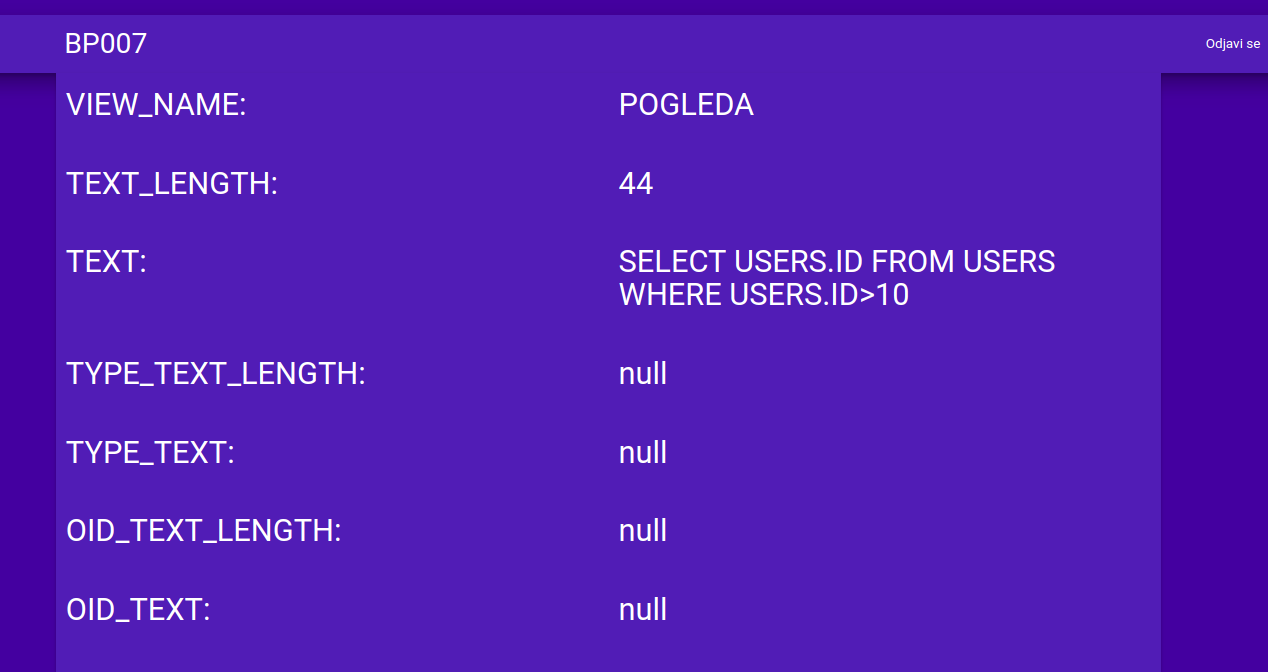 BP007
Odjavi se
VIEW_NAME: POGLEDA
TEXT_LENGTH: 44
TEXT: SELECT USERS.ID FROM USERS
WHERE USERS.ID>10
TYPE_TEXT_LENGTH: null
TYPE_TEXT: null
OID_TEXT_LENGTH: null
OID_TEXT: null